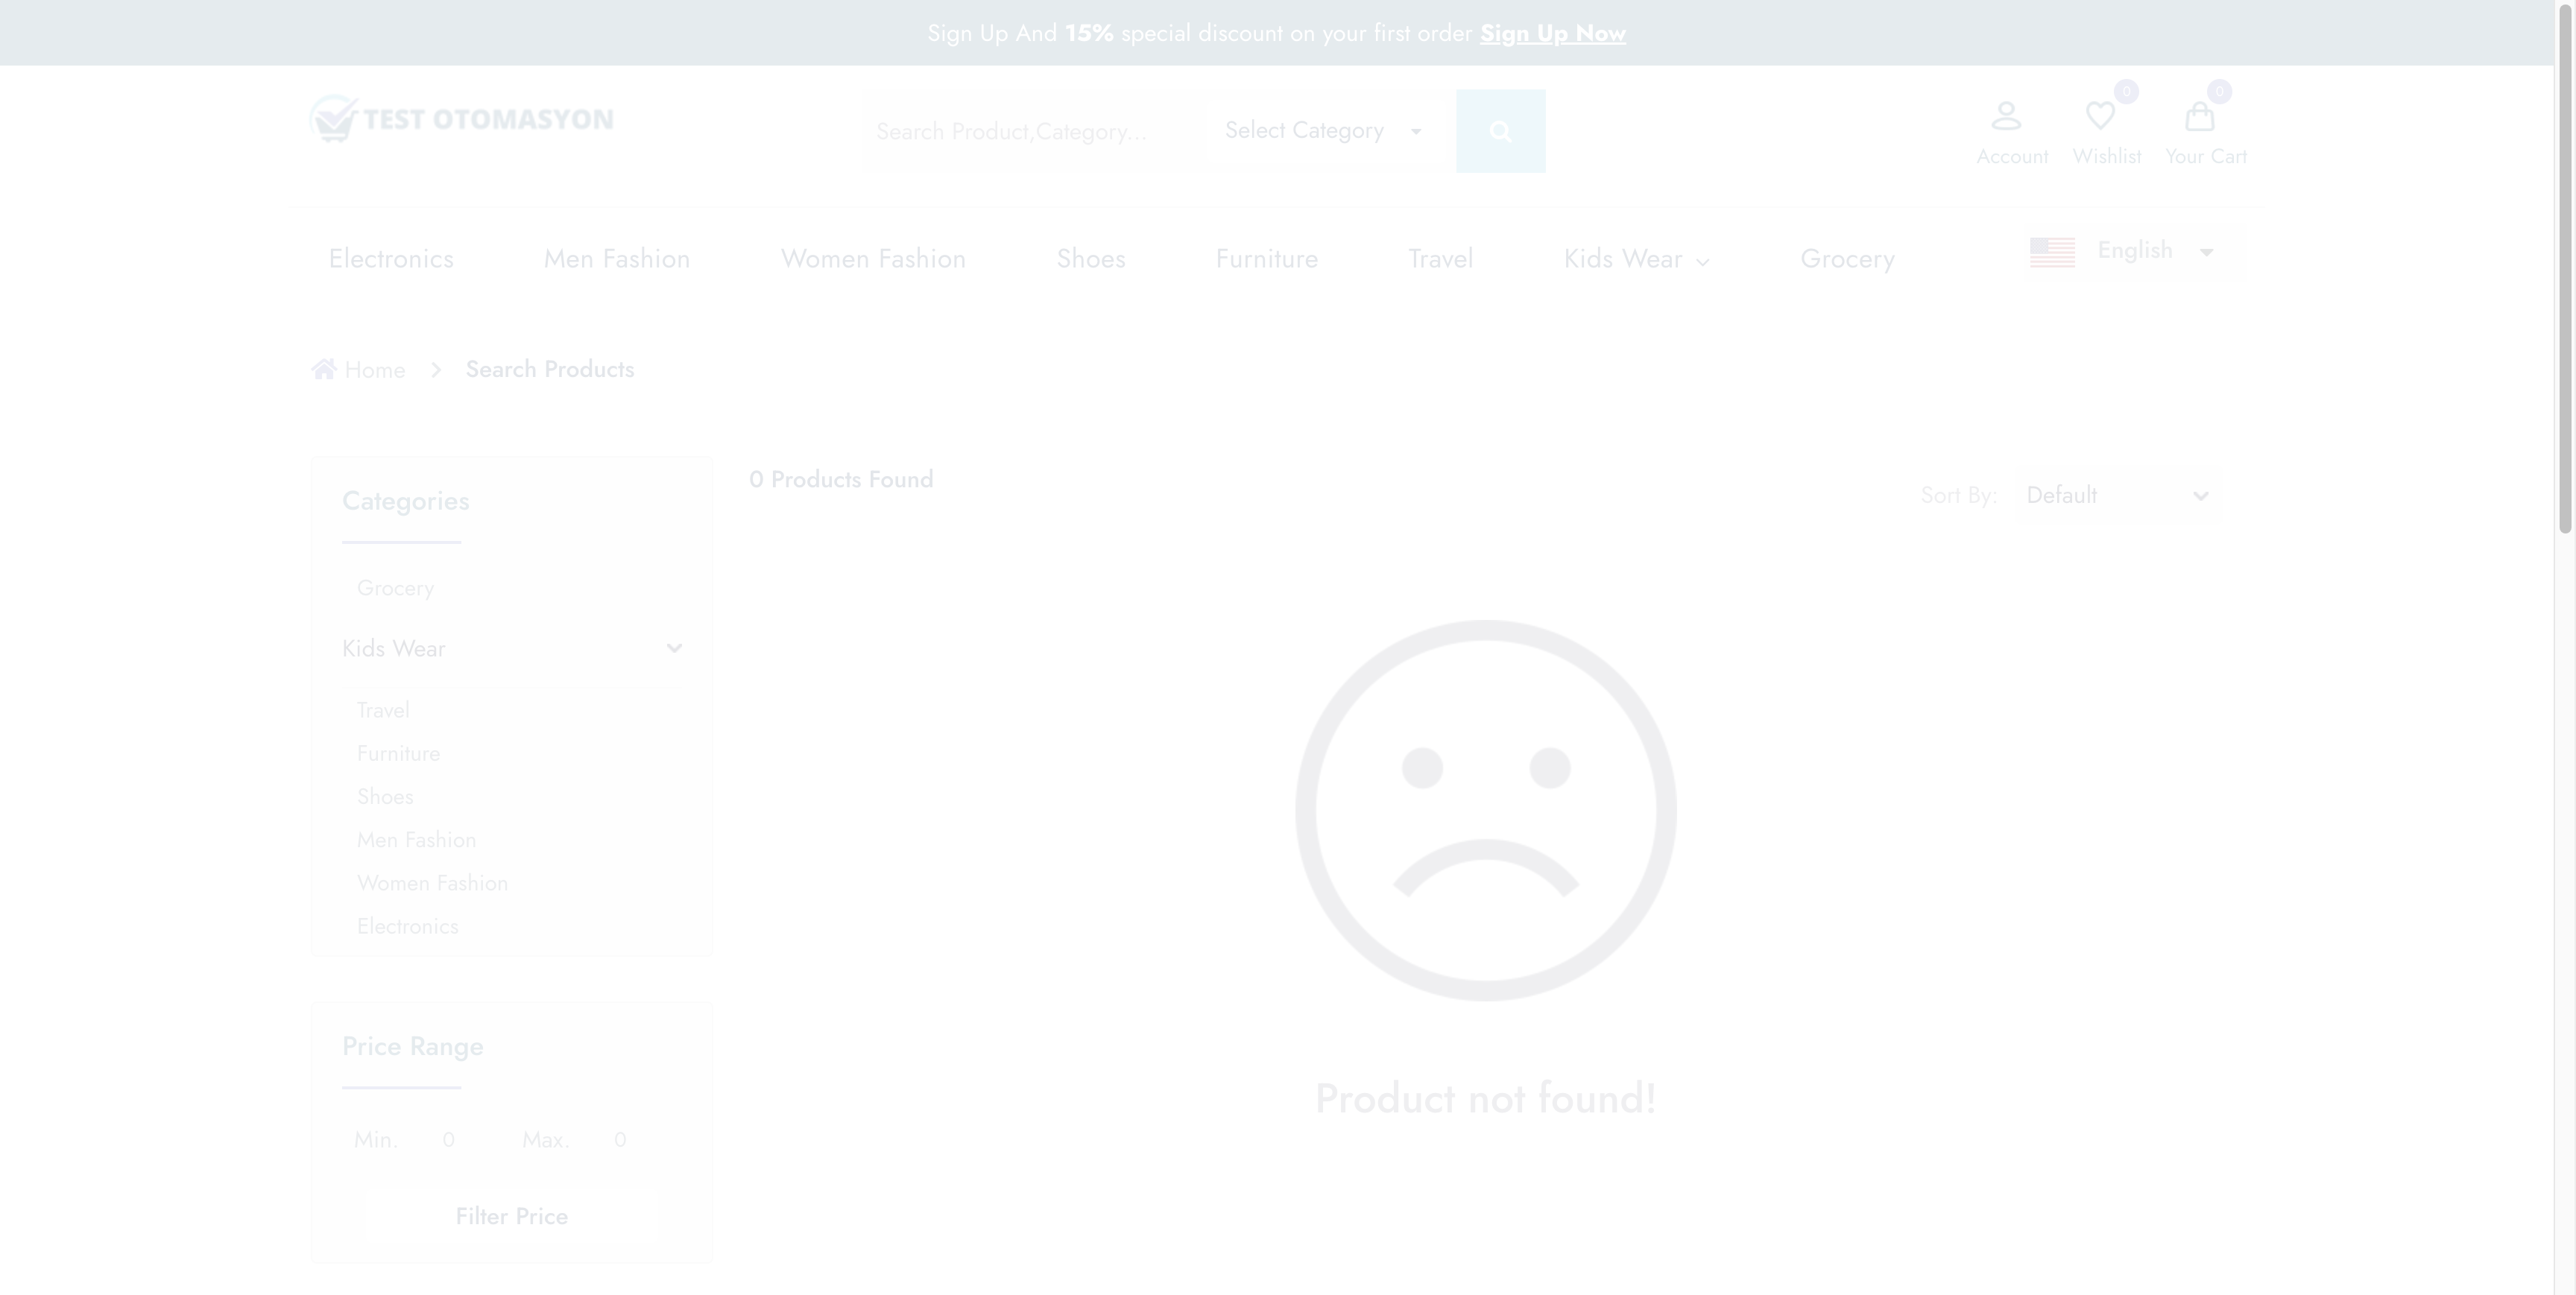 Sign Up And 15% special discount on your first order Sign Up Now
TEST OTOMASYON
Search Product,Category...
Select Category
0
0
Account
Wishlist
Your Cart
Electronics
Men Fashion
Women Fashion
Shoes
Furniture
Travel
Kids Wear
Grocery
English
Home
Search Products
Categories
Grocery
Kids Wear
Travel
Furniture
Shoes
Men Fashion
Women Fashion
Electronics
Price Range
Min. 0 Max. 0
Filter Price
0 Products Found
Sort By: Default
Product not found!